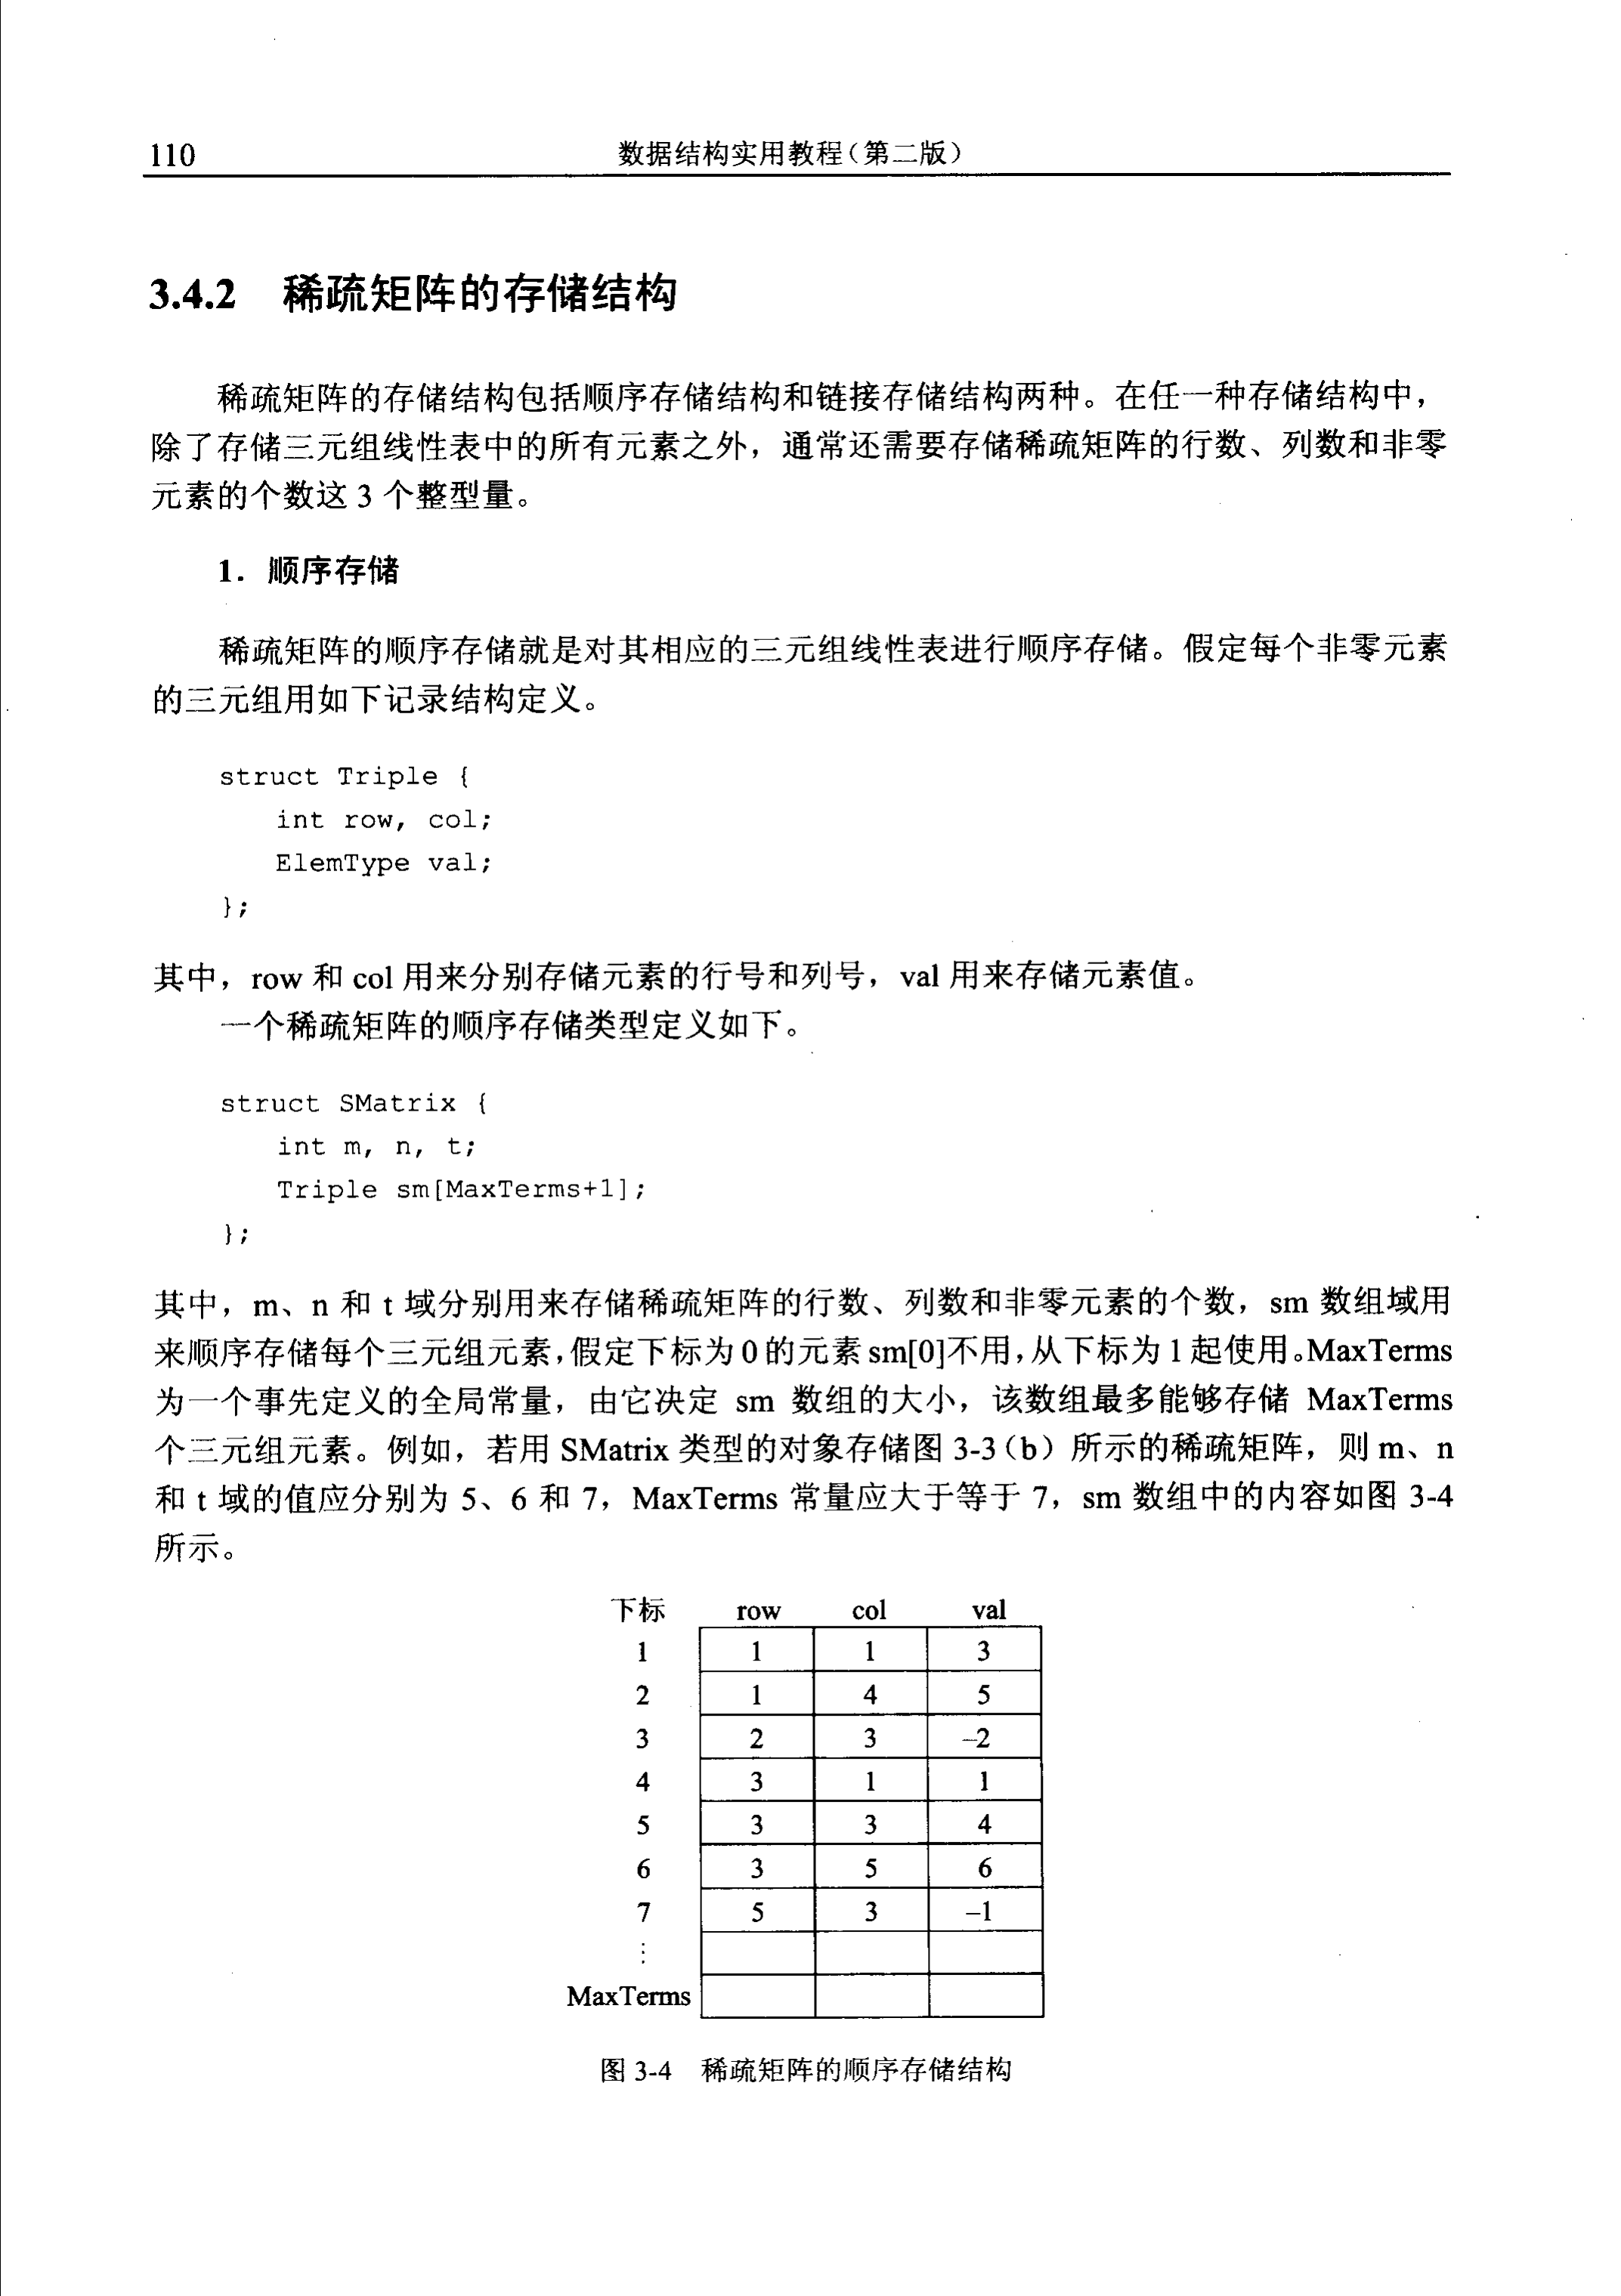 110
数据结构实用教程（第二版）
3.4.2 稀疏矩阵的存储结构
稀疏矩阵的存储结构包括顺序存储结构和链接存储结构两种。在任一种存储结构中，
除了存储三元组线性表中的所有元素之外，通常还需要存储稀疏矩阵的行数、列数和非零
元素的个数这 3 个整型量。
1．顺序存储
稀疏矩阵的顺序存储就是对其相应的三元组线性表进行顺序存储。假定每个非零元素
的三元组用如下记录结构定义。
struct Triple {
int row, col;
ElemType val;
};
其中，row 和 col 用来分别存储元素的行号和列号，val 用来存储元素值。
一个稀疏矩阵的顺序存储类型定义如下。
struct SMatrix {
int m, n, t;
Triple sm[MaxTerms+1];
};
其中，m、n 和 t 域分别用来存储稀疏矩阵的行数、列数和非零元素的个数，sm 数组域用
来顺序存储每个三元组元素，假定下标为 0 的元素 sm[0]不用，从下标为 1 起使用。MaxTerms
为一个事先定义的全局常量，由它决定 sm 数组的大小，该数组最多能够存储 MaxTerms
个三元组元素。例如，若用 SMatrix 类型的对象存储图 3-3（b）所示的稀疏矩阵，则 m、n
和 t 域的值应分别为 5、6 和 7，MaxTerms 常量应大于等于 7，sm 数组中的内容如图 3-4
所示。
下标 row col val
1 1 1 3
2 1 4 5
3 2 3 –2
4 3 1 1
5 3 3 4
6 3 5 6
7 5 3 –1
⋮
MaxTerms
图 3-4 稀疏矩阵的顺序存储结构